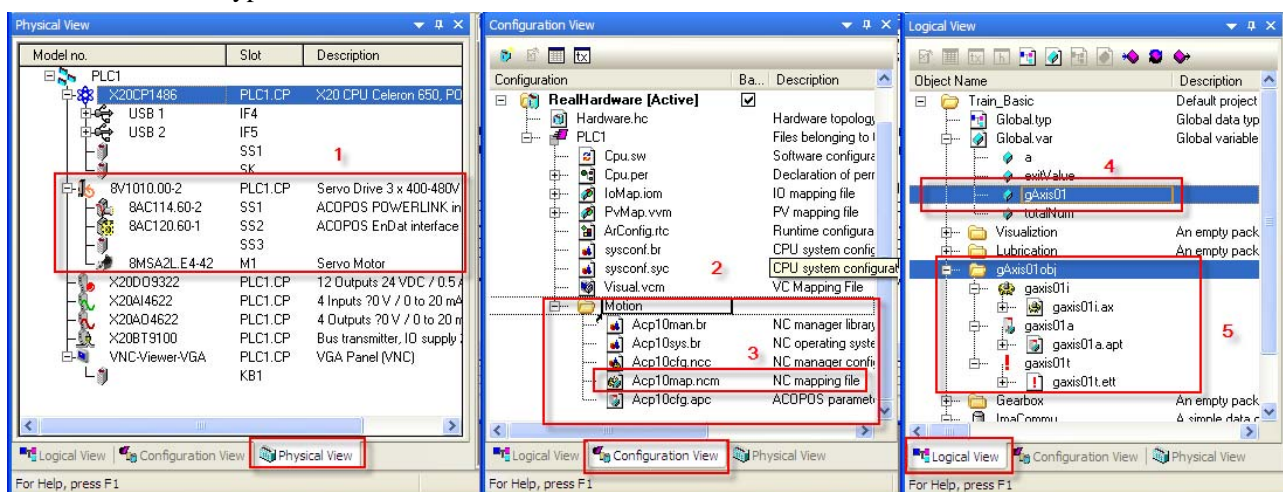 Physical View
Model no. Slot Description
PLC1
X20CP1486 PLC1.CP X20 CPU Celeron 650, PO
USB 1 IF4
USB 2 IF5
SS1
SK
1
8V1010.00-2 PLC1.CP Servo Drive 3 x 400-480V
8AC114.60-2 SS1 ACOPOS POWERLINK in
8AC120.60-1 SS2 ACOPOS EnDat interface
SS3
8MSA2L.E4-42 M1 Servo Motor
X20DO9322 PLC1.CP 12 Outputs 24 VDC / 0.5
X20AI4622 PLC1.CP 4 Inputs ?0 V / 0 to 20 mA
X20AO4622 PLC1.CP 4 Outputs ?0 V / 0 to 20 m
X20BT9100 PLC1.CP Bus transmitter, IO supply
VNC-Viewer-VGA PLC1.CP VGA Panel (VNC)
KB1
Logical View Configuration View Physical View
For Help, press F1
Configuration View
Configuration Ba... Description
RealHardware [Active]
Hardware.hc Hardware topology
PLC1 Files belonging to
Cpu.sw Software configura
Cpu.per Declaration of perr
IoMap.iom IO mapping file
PvMap.vvm PV mapping file
ArConfig.rtc Runtime configura
sysconf.br CPU system config
sysconf.syc CPU system configurat
2
Visual.vcm VC Mapping File
Motion
Acp10man.br NC manager library
Acp10sys.br NC operating syste
3
Acp10cfg.ncc NC manager confi
Acp10map.ncm NC mapping file
Acp10cfg.apc ACOPOS paramet
Logical View Configuration View Physical View
For Help, press F1
Logical View
Object Name Description
Train_Basic Default project
Global.typ Global data typ
Global.var Global variable
a
4
exitValue
gAxis01
totalNum
Visualiztion An empty pack
Lubrication An empty pack
gAxis01obj
gaxis01i
gaxis01i.ax
gaxis01a
5
gaxis01a.apt
gaxis01t
gaxis01t.ett
Gearbox An empty pack
ImaCommu A simple data c
Logical View Configuration View Physical View
For Help, press F1